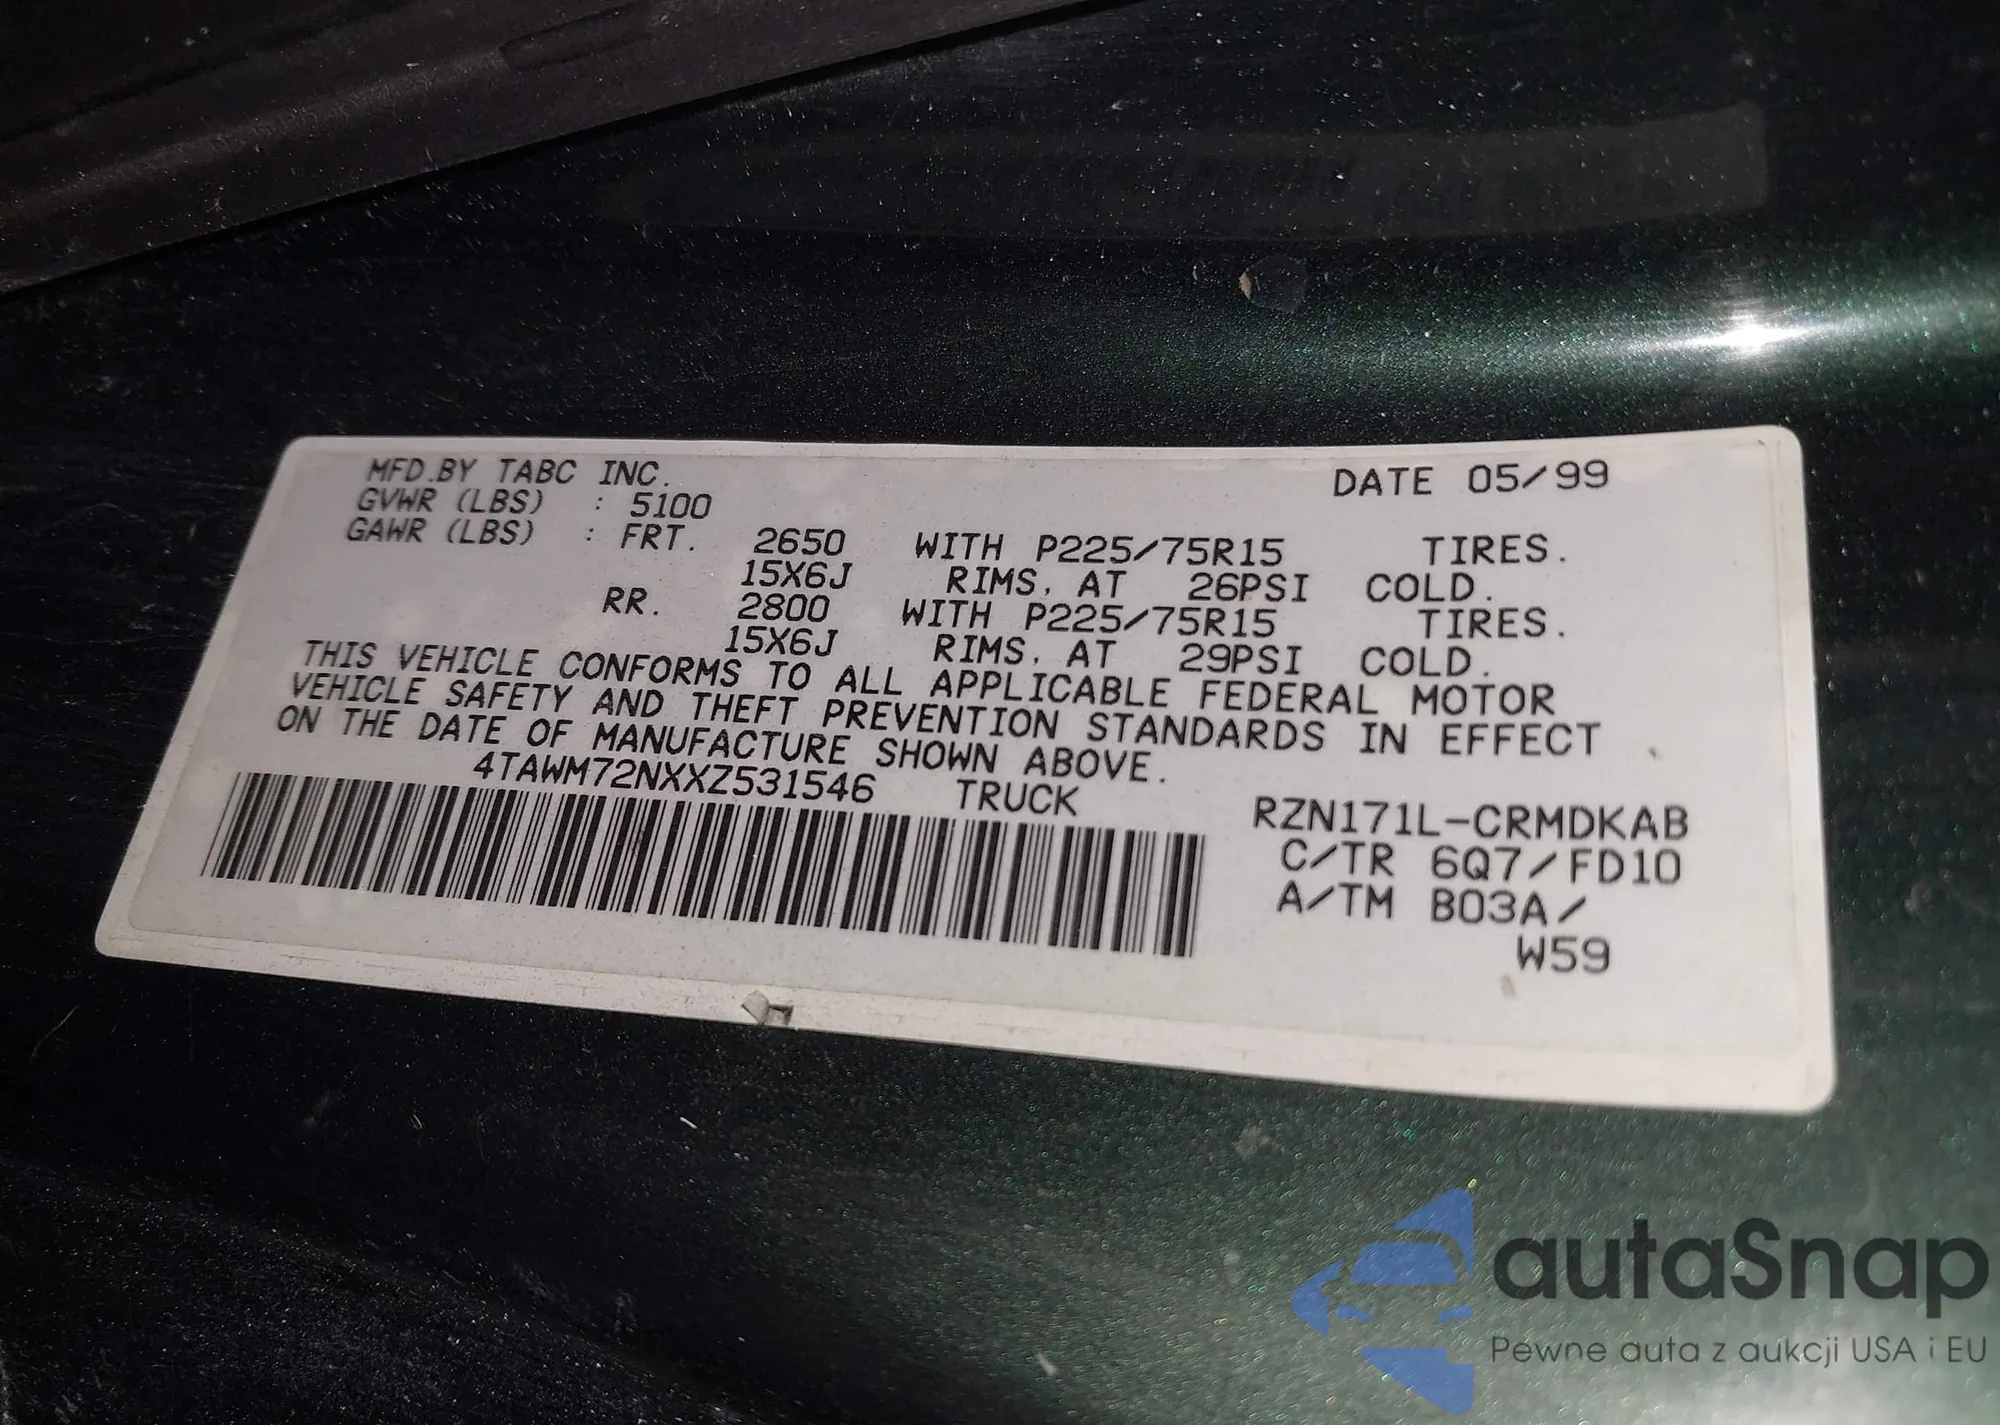 MFD.BY TABC INC.
DATE 05/99
GVWR (LBS) : 5100
GAWR (LBS) : FRT. 2650 WITH P225/75R15 TIRES.
15X6J RIMS, AT 26PSI COLD.
RR. 2800 WITH P225/75R15 TIRES.
15X6J RIMS, AT 29PSI COLD.
THIS VEHICLE CONFORMS TO ALL APPLICABLE FEDERAL MOTOR
VEHICLE SAFETY AND THEFT PREVENTION STANDARDS IN EFFECT
ON THE DATE OF MANUFACTURE SHOWN ABOVE.
4TAWM72NXXZ531546 TRUCK
RZN171L-CRMDKAB
C/TR 6Q7/FD10
A/TM B03A/
W59
autaSnap
Pewne auta z aukcji USA i EU